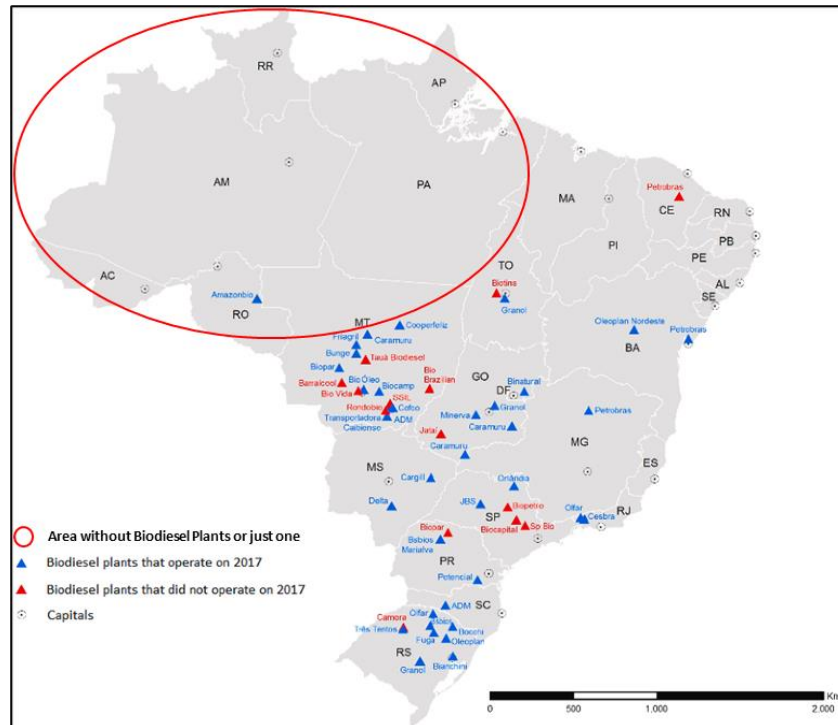 RR
AP
AM
PA
MA
CE
Petrobras
RN
PB
PE
PI
AL
SE
AC
TO
Biotins
Granol
RO
Amazonbio
MT
Cooperfeliz
Fiagril
Caramuru
Bunge
Tauá Biodiesel
Biopar
Barralcool
Bio Óleo
Bio Vida
Biocamp
Bio
Brazilian
SSIL
Rondobio
Cofco
Transportadora
Caibiense
ADM
Oleoplan Nordeste
Petrobras
BA
GO
DF
Binatural
Granol
Minerva
Caramuru
Jataí
Caramuru
Petrobras
MG
ES
MS
Cargill
Delta
Orlândia
JBS
SP
Biopetro
Biocapital
Sp Bio
Olfar
Cesbra
RJ
Bicopar
Bsbios
Marialva
PR
Potencial
SC
ADM
Olfar
Camera
Três Tentos
Bsbios
Bocchi
Fuga
Oleoplan
RS
Granol
Bianchini
Area without Biodiesel Plants or just one
Biodiesel plants that operate on 2017
Biodiesel plants that did not operate on 2017
Capitals
Km
0 500 1.000 2.000